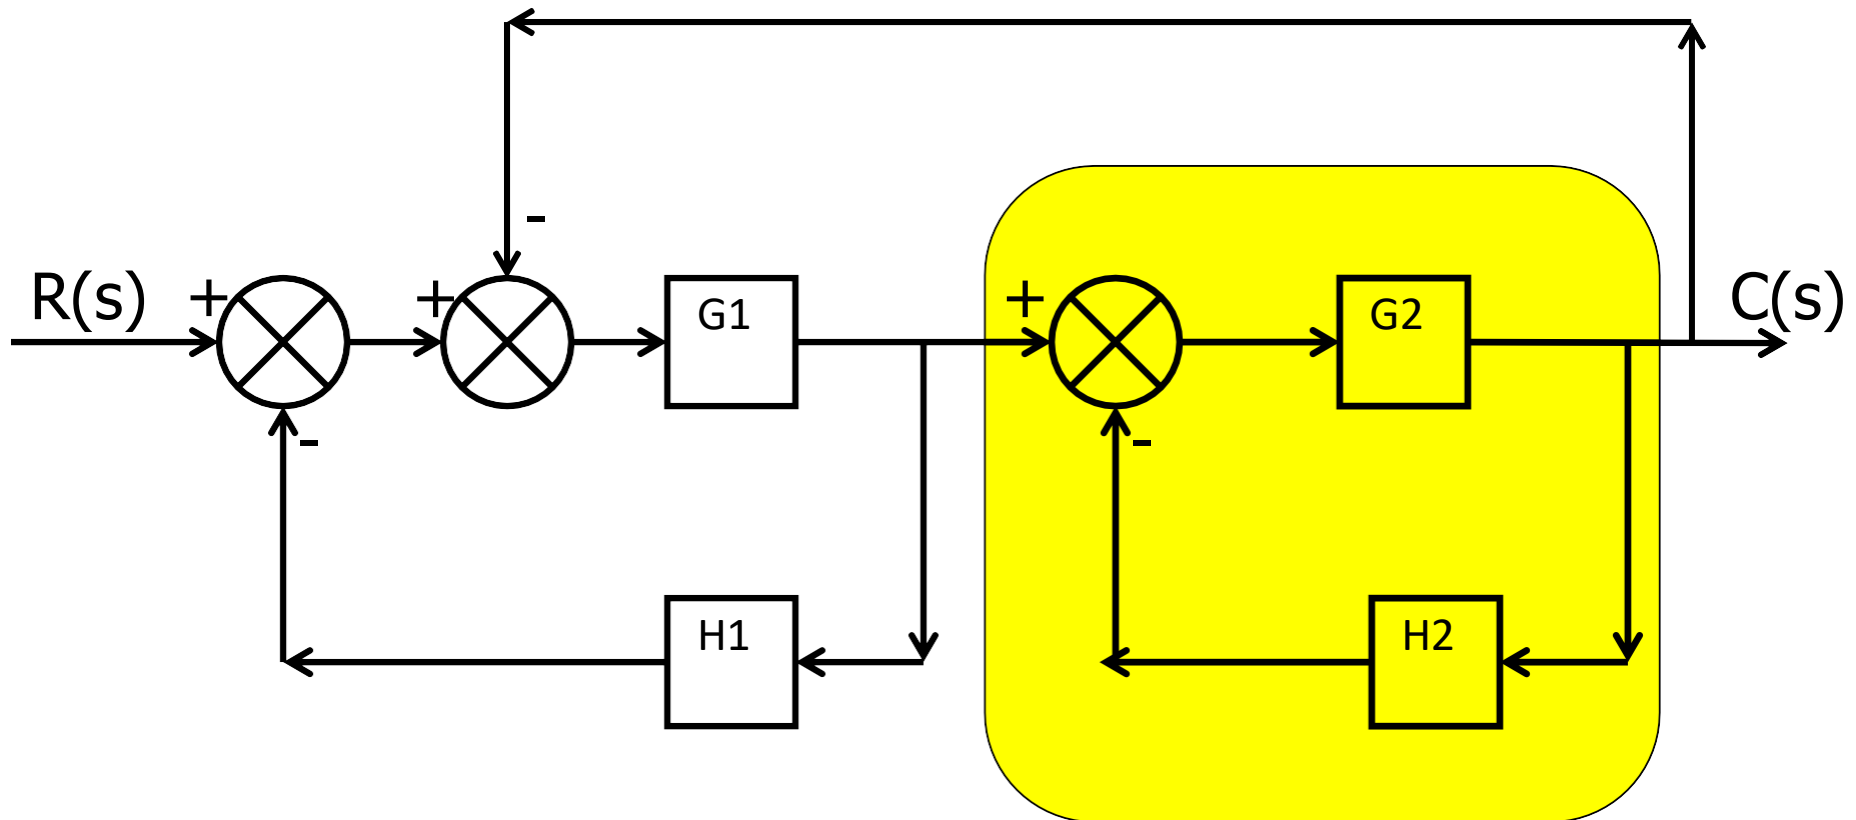 -
R(s) + + G1 + G2 C(s)
- -
H1 H2